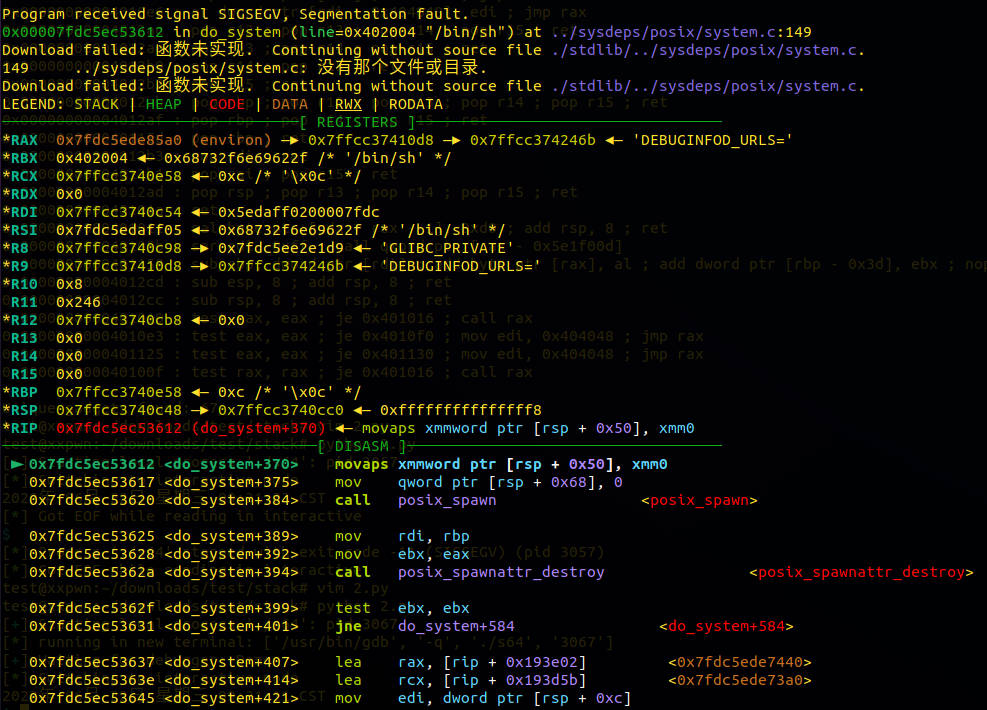 Program received signal SIGSEGV, Segmentation fault.
0x00007fdc5ec53612 in do_system (line=0x402004 "/bin/sh") at ../sysdeps/posix/system.c:149
Download failed: 函数未实现.  Continuing without source file ./stdlib/../sysdeps/posix/system.c.
149     ../sysdeps/posix/system.c: 没有那个文件或目录.
Download failed: 函数未实现.  Continuing without source file ./stdlib/../sysdeps/posix/system.c.
LEGEND: STACK | HEAP | CODE | DATA | RWX | RODATA
[ REGISTERS ]
*RAX  0x7fdc5ede85a0 (environ) —▸ 0x7ffcc37410d8 —▸ 0x7ffcc374246b ◂— 'DEBUGINFOD_URLS='
*RBX  0x402004 ◂— 0x68732f6e69622f /* '/bin/sh' */
*RCX  0x7ffcc3740e58 ◂— 0xc /* '\x0c' */
*RDX  0x0
*RDI  0x7ffcc3740c54 ◂— 0x5edaff0200007fdc
*RSI  0x7fdc5edaff05 ◂— 0x68732f6e69622f /* '/bin/sh' */
*R8   0x7ffcc3740c98 —▸ 0x7fdc5ee2e1d9 ◂— 'GLIBC_PRIVATE'
*R9   0x7ffcc37410d8 —▸ 0x7ffcc374246b ◂— 'DEBUGINFOD_URLS='
*R10  0x8
R11  0x246
*R12  0x7ffcc3740cb8 ◂— 0x0
R13  0x0
R14  0x0
R15  0x0
*RBP  0x7ffcc3740e58 ◂— 0xc /* '\x0c' */
*RSP  0x7ffcc3740c48 —▸ 0x7ffcc3740cc0 ◂— 0xfffffffffffffff8
*RIP  0x7fdc5ec53612 (do_system+370) ◂— movaps xmmword ptr [rsp + 0x50], xmm0
[ DISASM ]
► 0x7fdc5ec53612 <do_system+370>    movaps xmmword ptr [rsp + 0x50], xmm0
0x7fdc5ec53617 <do_system+375>    mov    qword ptr [rsp + 0x68], 0
0x7fdc5ec53620 <do_system+384>    call   posix_spawn                <posix_spawn>
0x7fdc5ec53625 <do_system+389>    mov    rdi, rbp
0x7fdc5ec53628 <do_system+392>    mov    ebx, eax
0x7fdc5ec5362a <do_system+394>    call   posix_spawnattr_destroy                <posix_spawnattr_destroy>
0x7fdc5ec5362f <do_system+399>    test   ebx, ebx
0x7fdc5ec53631 <do_system+401>    jne    do_system+584                <do_system+584>
0x7fdc5ec53637 <do_system+407>    lea    rax, [rip + 0x193e02]         <0x7fdc5ede7440>
0x7fdc5ec5363e <do_system+414>    lea    rcx, [rip + 0x193d5b]         <0x7fdc5ede73a0>
0x7fdc5ec53645 <do_system+421>    mov    edi, dword ptr [rsp + 0xc]